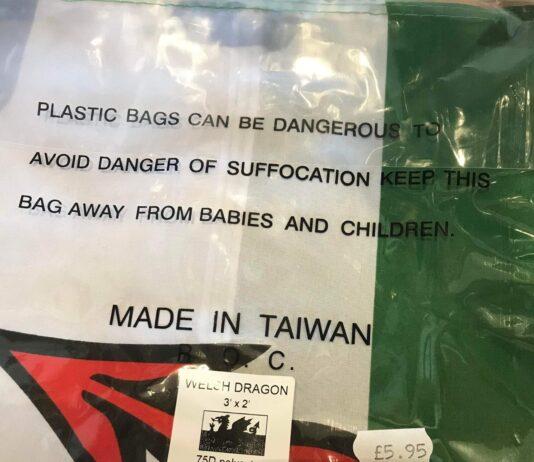 PLASTIC BAGS CAN BE DANGEROUS TO
AVOID DANGER OF SUFFOCATION KEEP THIS
BAG AWAY FROM BABIES AND CHILDREN.
MADE IN TAIWAN
R. O. C.
WELSH DRAGON
3' x 2'
75D
£5.95